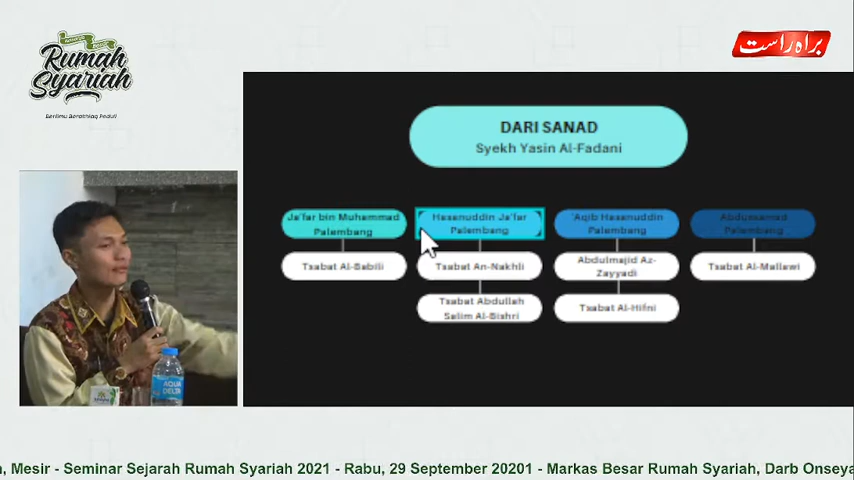 Rumah
Syariah
Berilmu Berakhlaq Peduli
براہ راست
DARI SANAD
Syekh Yasin Al-Fadani
Ja'far bin Muhammad
Palembang
Hasanuddin Ja'far
Palembang
'Aqib Hasanuddin
Palembang
Abdussamad
Palembang
Tsabat Al-Babili
Tsabat An-Nakhli
Abdulmajid Az-
Zayyadi
Tsabat Al-Mallawi
Tsabat Abdullah
Salim Al-Bishri
Tsabat Al-Hifni
AQUA
DELTA
, Mesir - Seminar Sejarah Rumah Syariah 2021 - Rabu, 29 September 20201 - Markas Besar Rumah Syariah, Darb Onseya